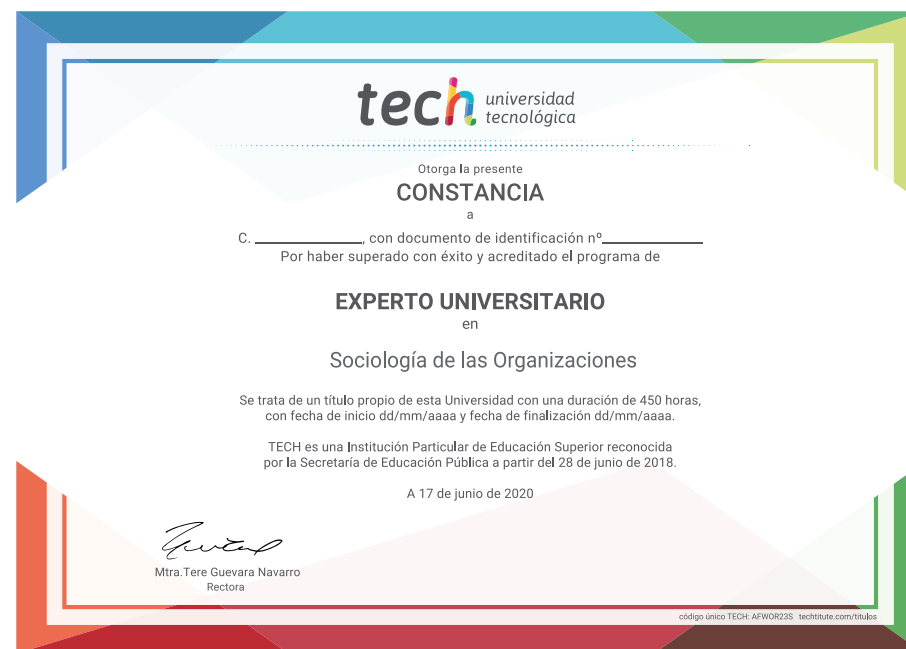 tech universidad
tecnológica
Otorga la presente
CONSTANCIA
a
C. ______________, con documento de identificación nº_____________
Por haber superado con éxito y acreditado el programa de
EXPERTO UNIVERSITARIO
en
Sociología de las Organizaciones
Se trata de un título propio de esta Universidad con una duración de 450 horas,
con fecha de inicio dd/mm/aaaa y fecha de finalización dd/mm/aaaa.
TECH es una Institución Particular de Educación Superior reconocida
por la Secretaría de Educación Pública a partir del 28 de junio de 2018.
A 17 de junio de 2020
Mtra.Tere Guevara Navarro
Rectora
código único TECH: AFWOR23S techtitute.com/titulos